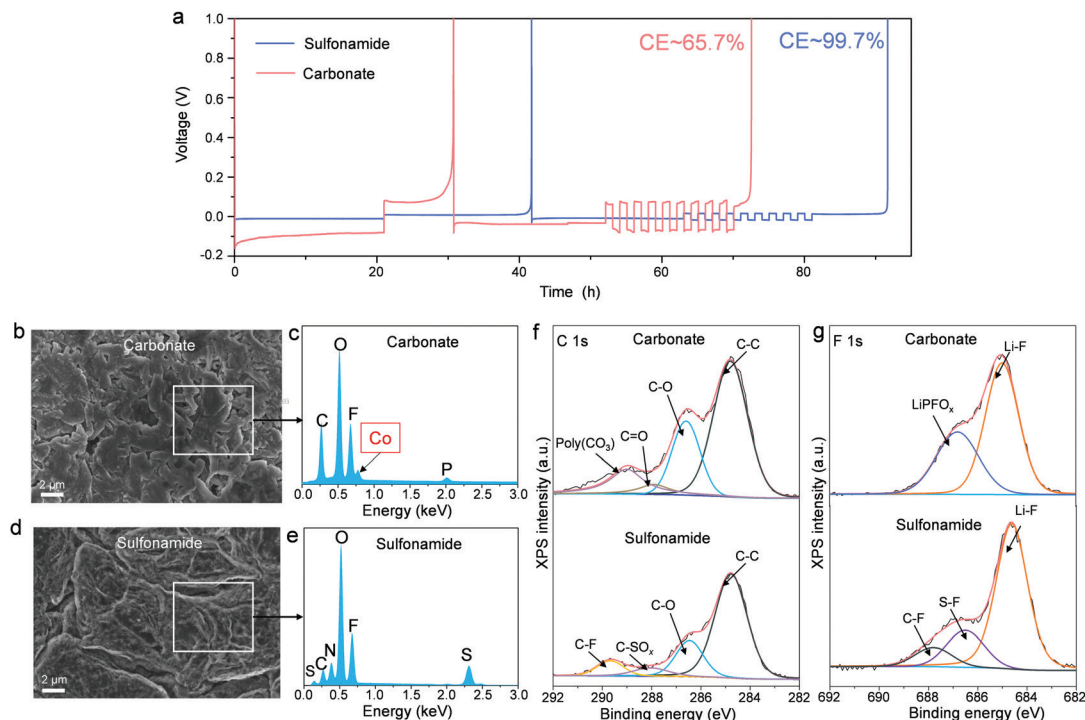 a
1.0
0.8
0.6
0.4
0.2
0.0
-0.2
Voltage (V)
Sulfonamide
Carbonate
CE~65.7%
CE~99.7%
0 20 40 60 80
Time (h)
b
Carbonate
2 μm
c
Carbonate
O
C
F
Co
P
0.0 0.5 1.0 1.5 2.0 2.5 3.0
Energy (keV)
d
Sulfonamide
2 μm
e
Sulfonamide
O
S
C
N
F
S
0.0 0.5 1.0 1.5 2.0 2.5 3.0
Energy (keV)
f
C 1s
Carbonate
C-C
C-O
C=O
Poly(CO₃)
XPS intensity (a.u.)
Sulfonamide
C-C
C-O
C-SOₓ
C-F
292 290 288 286 284 282
Binding energy (eV)
g
F 1s
Carbonate
Li-F
LiPFOₓ
XPS intensity (a.u.)
Sulfonamide
Li-F
S-F
C-F
692 690 688 686 684 682
Binding energy (eV)